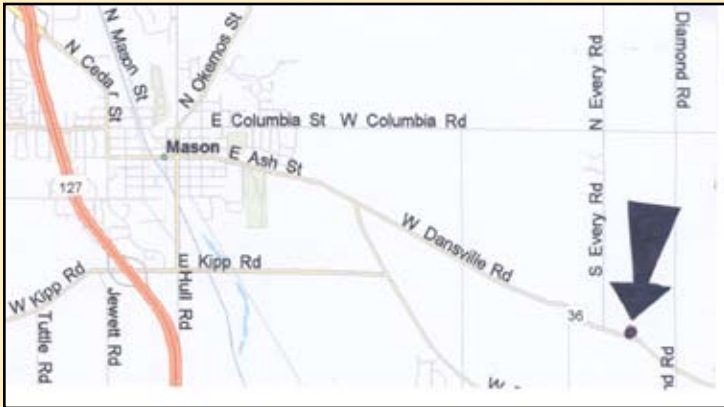 N Cedar St
N Mason St
N Okemos St
E Columbia St W Columbia Rd
N Every Rd
Diamond Rd
Mason
E Ash St
127
W Dansville Rd
S Every Rd
E Kipp Rd
W Kipp Rd
Hull Rd
Jewett Rd
Tuttle Rd
36